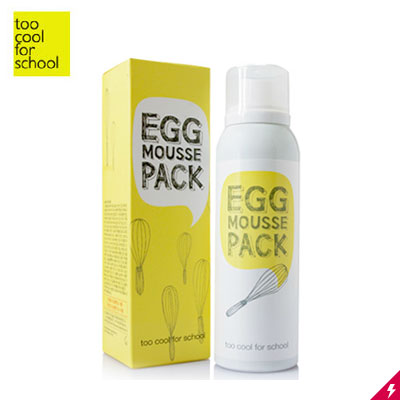 too
cool
for
school
EGG
MOUSSE
PACK
too cool for school
EGG
MOUSSE
PACK
too cool for school